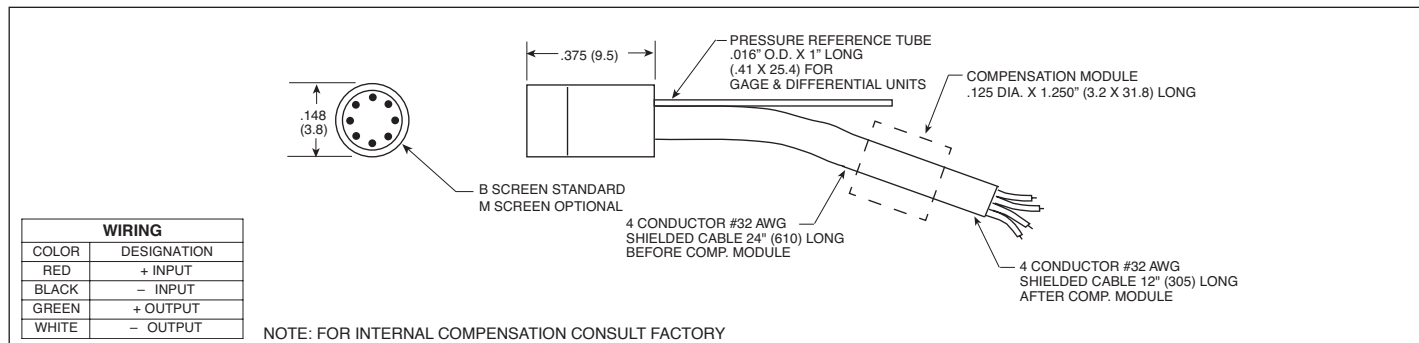 .375 (9.5)
PRESSURE REFERENCE TUBE
.016" O.D. X 1" LONG
(.41 X 25.4) FOR
GAGE & DIFFERENTIAL UNITS
COMPENSATION MODULE
.125 DIA. X 1.250" (3.2 X 31.8) LONG
.148
(3.8)
B SCREEN STANDARD
M SCREEN OPTIONAL
4 CONDUCTOR #32 AWG
SHIELDED CABLE 24" (610) LONG
BEFORE COMP. MODULE
4 CONDUCTOR #32 AWG
SHIELDED CABLE 12" (305) LONG
AFTER COMP. MODULE
WIRING
COLOR DESIGNATION
RED + INPUT
BLACK – INPUT
GREEN + OUTPUT
WHITE – OUTPUT
NOTE: FOR INTERNAL COMPENSATION CONSULT FACTORY